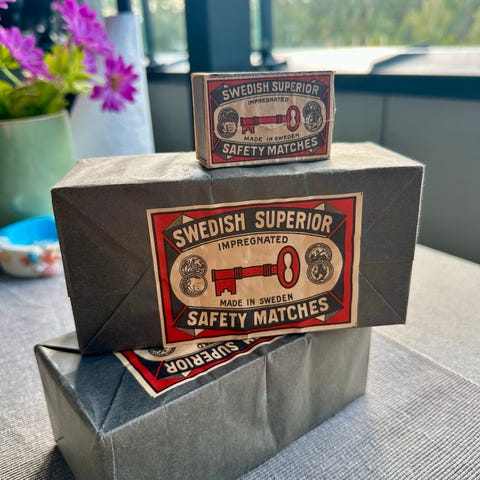 SWEDISH SUPERIOR
IMPREGNATED
MADE IN SWEDEN
SAFETY MATCHES
SWEDISH SUPERIOR
IMPREGNATED
MADE IN SWEDEN
SAFETY MATCHES
SWEDISH SUPERIOR